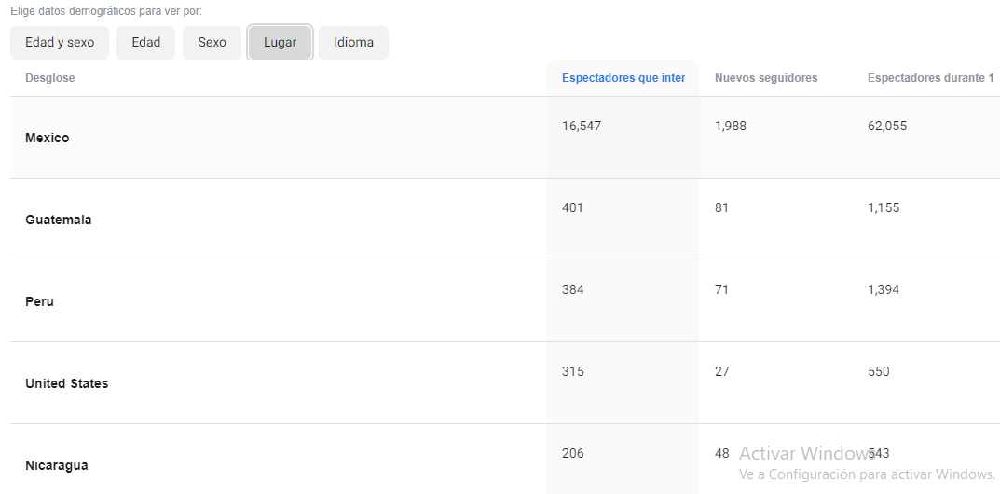 Elige datos demográficos para ver por:
Edad y sexo Edad Sexo Lugar Idioma
Desglose Espectadores que inter Nuevos seguidores Espectadores durante 1
Mexico 16,547 1,988 62,055
Guatemala 401 81 1,155
Peru 384 71 1,394
United States 315 27 550
Nicaragua 206 48 543
Activar Windows
Ve a Configuración para activar Windows.